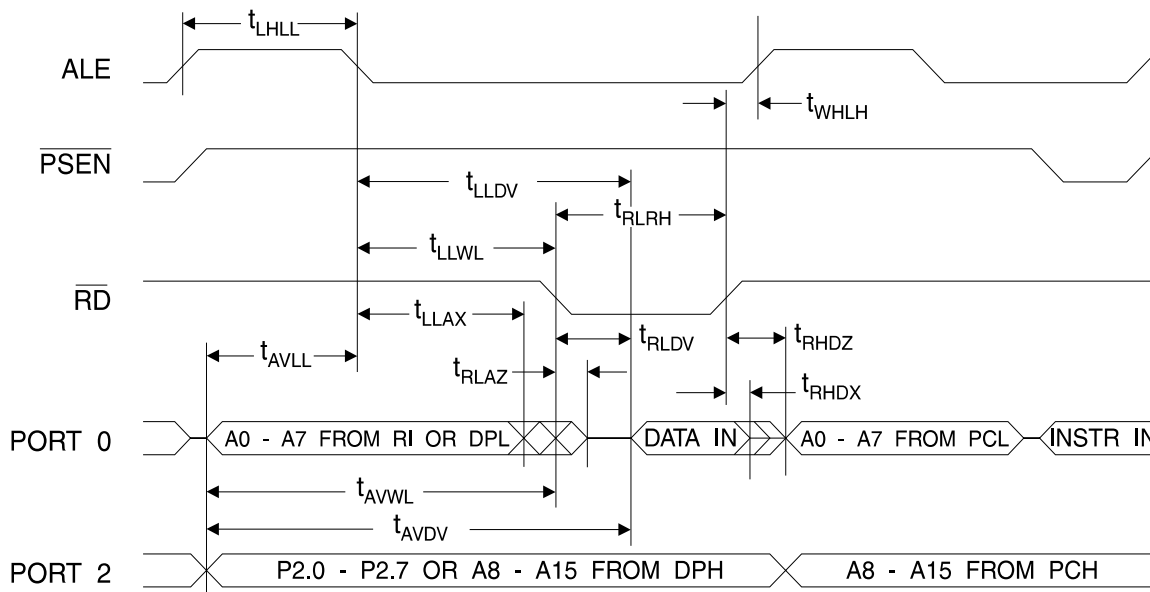 tLHLL
ALE
tWHLH
PSEN
tLLDV
tRLRH
tLLWL
RD
tLLAX
tRLDV
tRHDZ
tAVLL
tRLAZ
tRHDX
PORT 0
A0 - A7 FROM RI OR DPL
DATA IN
A0 - A7 FROM PCL
INSTR IN
tAVWL
tAVDV
PORT 2
P2.0 - P2.7 OR A8 - A15 FROM DPH
A8 - A15 FROM PCH